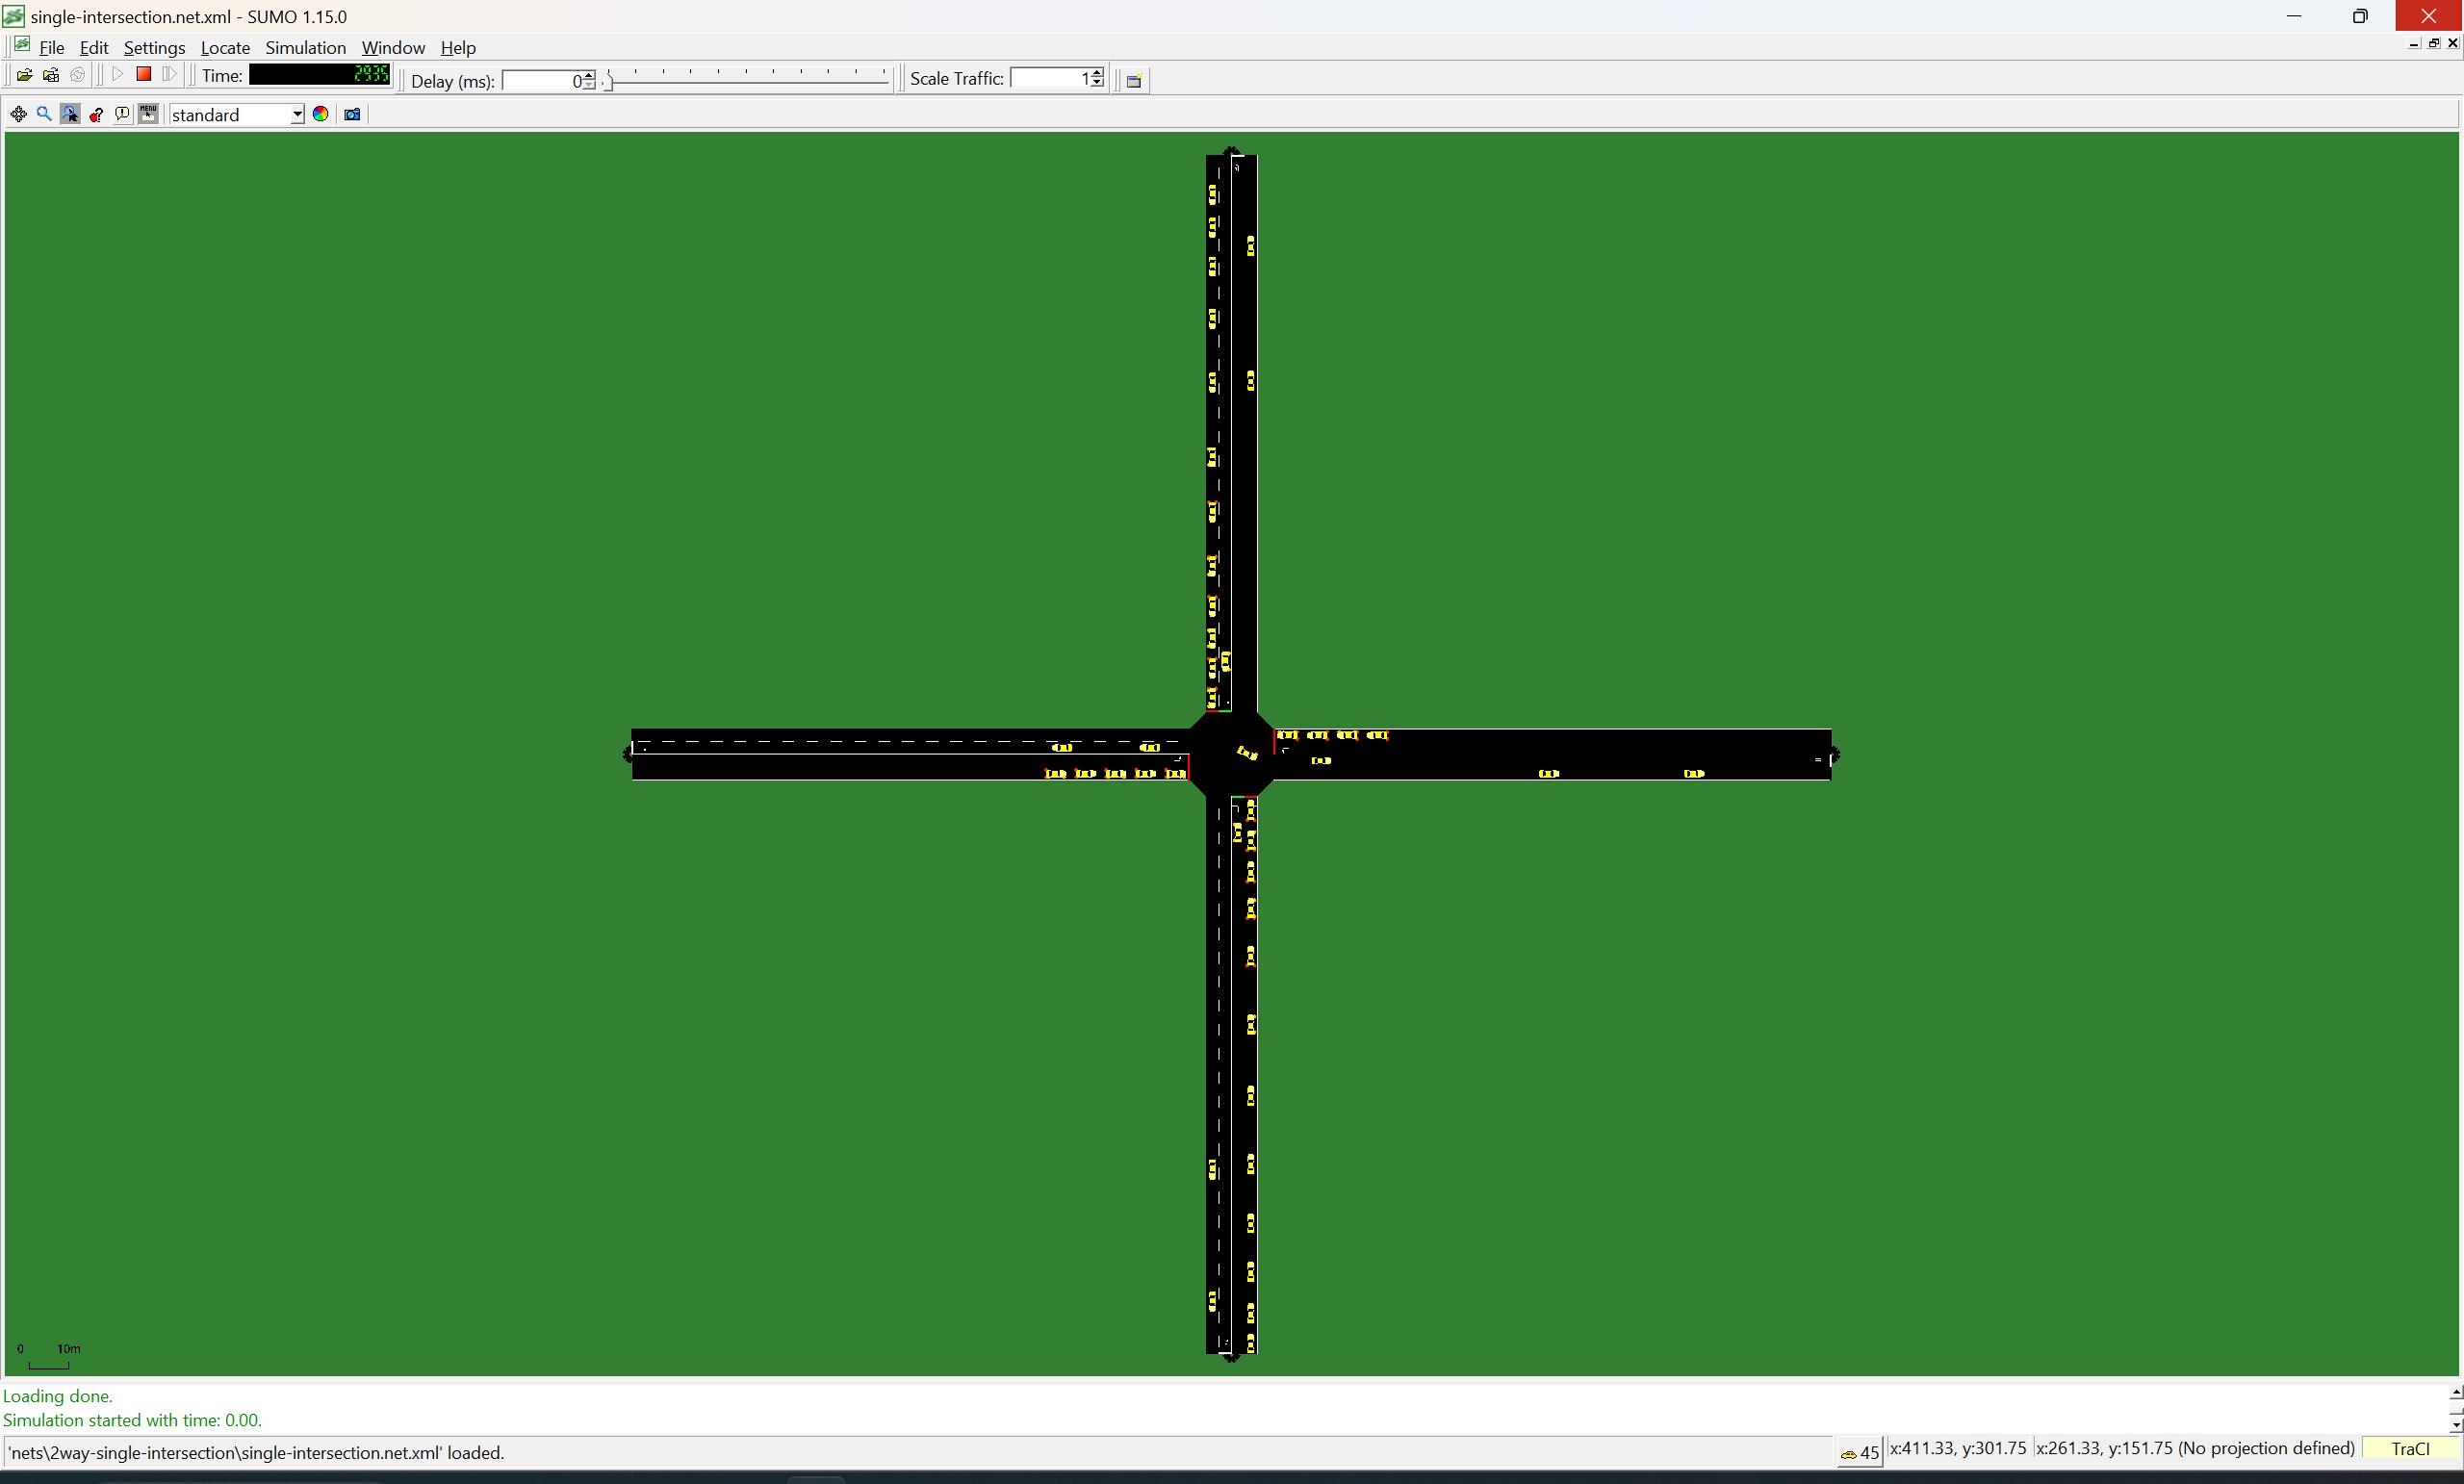 single-intersection.net.xml - SUMO 1.15.0
File Edit Settings Locate Simulation Window Help
Time: 2935 Delay (ms): 0 Scale Traffic: 1
MENU standard
0 10m
Loading done.
Simulation started with time: 0.00.
'nets\2way-single-intersection\single-intersection.net.xml' loaded. 45 x:411.33, y:301.75 x:261.33, y:151.75 (No projection defined) TraCI